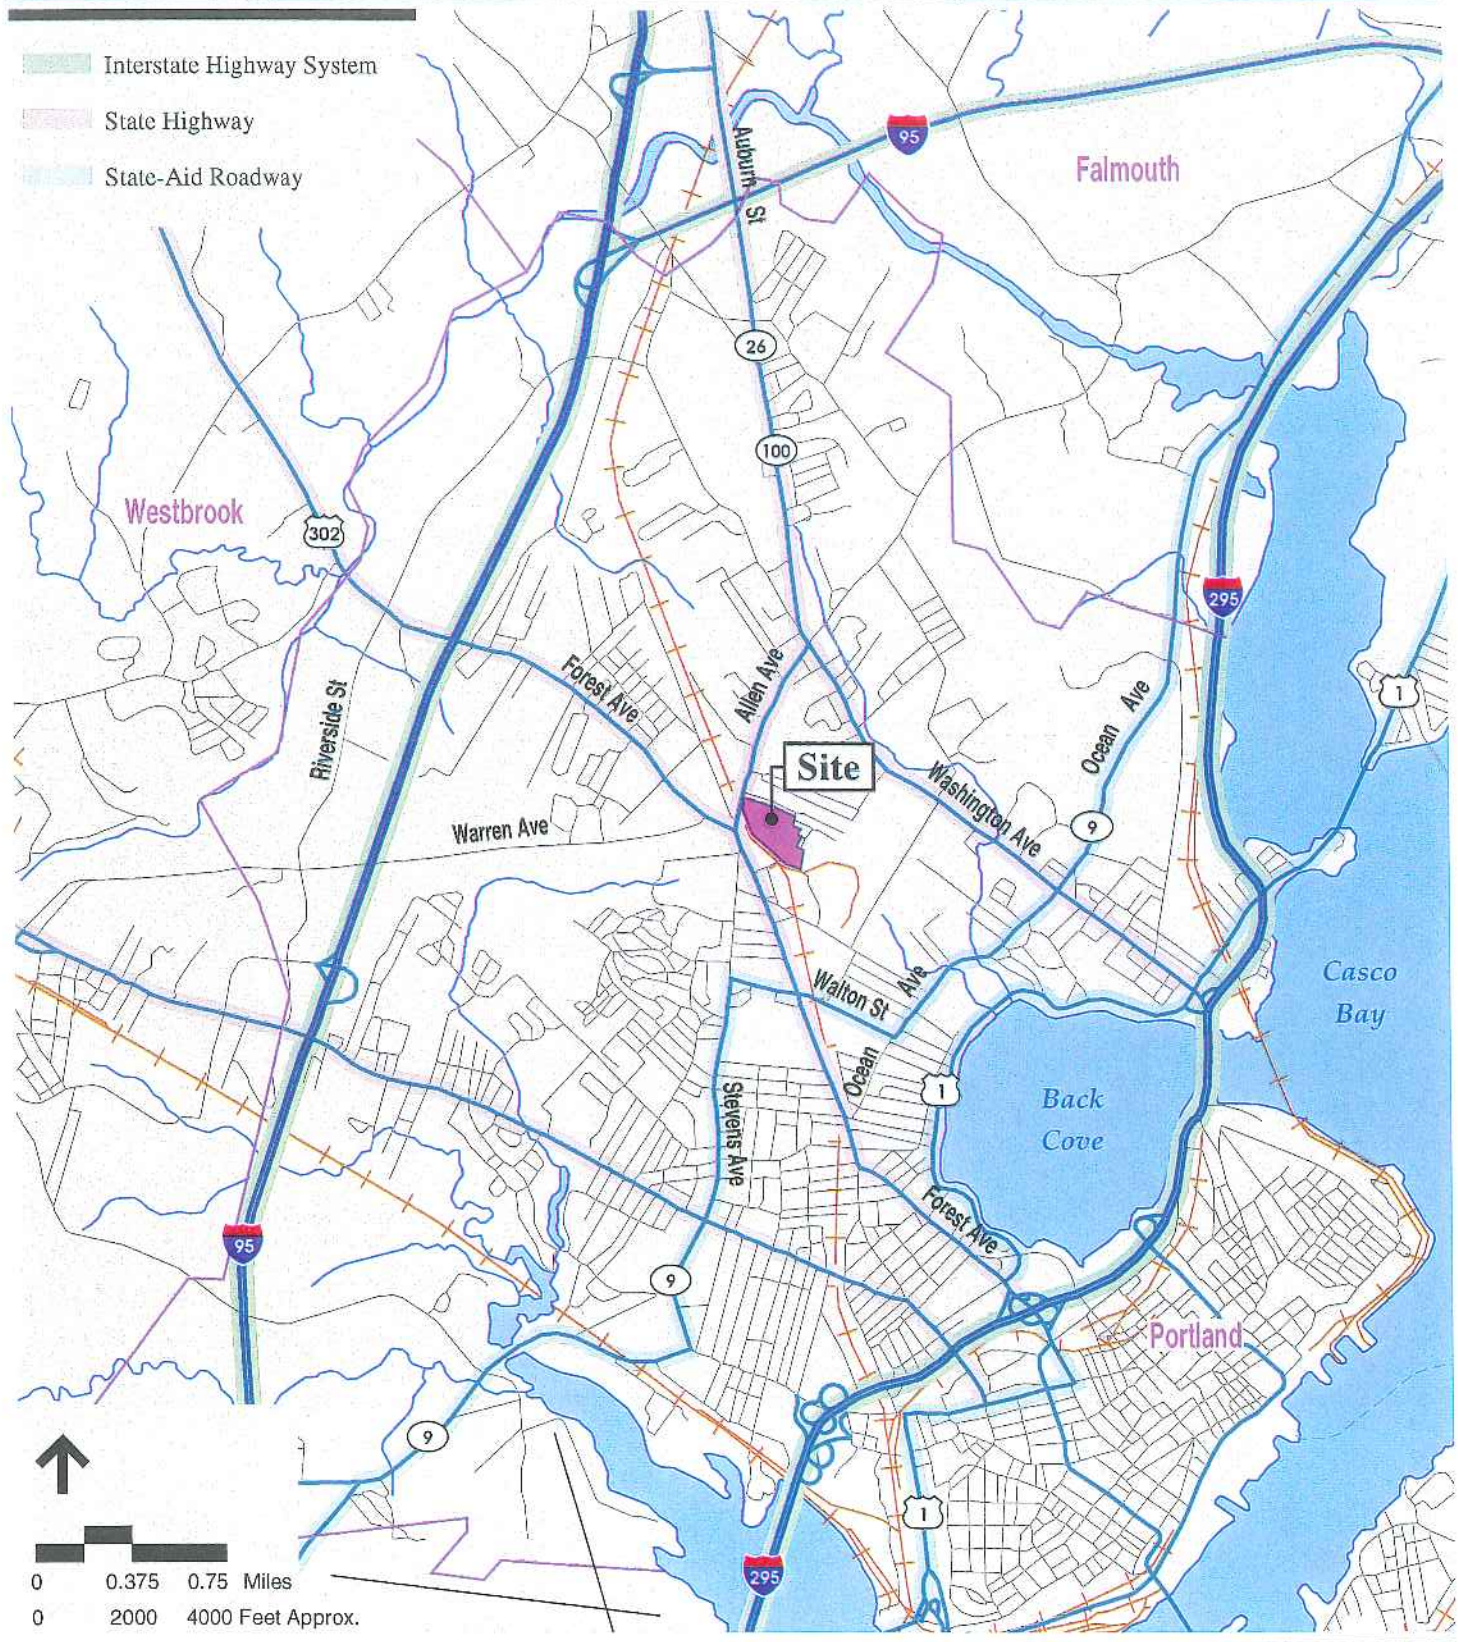 Interstate Highway System
State Highway
State-Aid Roadway
95
Falmouth
Auburn St
26
100
Westbrook
302
295
1
Forest Ave
Allen Ave
Riverside St
Ocean Ave
Site
Washington Ave
9
Warren Ave
Casco
Bay
Walton St
Ocean Ave
Stevens Ave
1
Back
Cove
Forest Ave
95
9
Portland
9
1
295
0 0.375 0.75 Miles
0 2000 4000 Feet Approx.